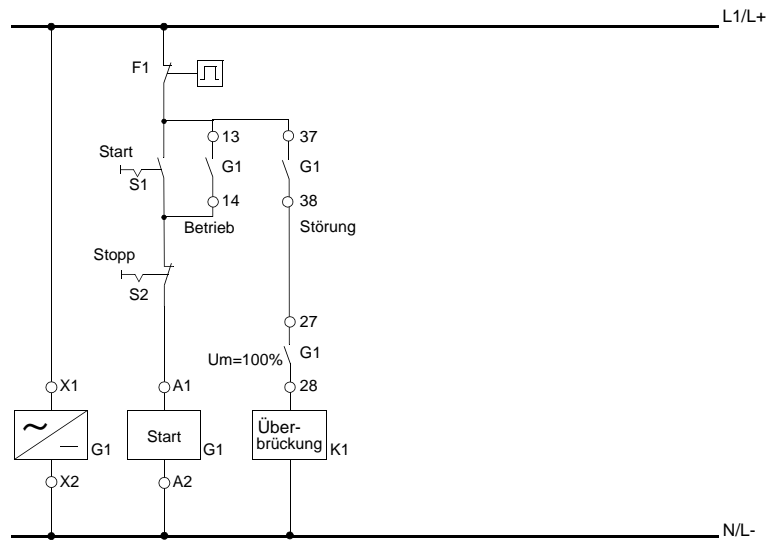 L1/L+
F1
13
37
Start
G1
G1
S1
14
38
Betrieb
Störung
Stopp
S2
27
Um=100%
G1
X1
A1
28
~
—
G1
Start
G1
Über-
brückung
K1
X2
A2
N/L-